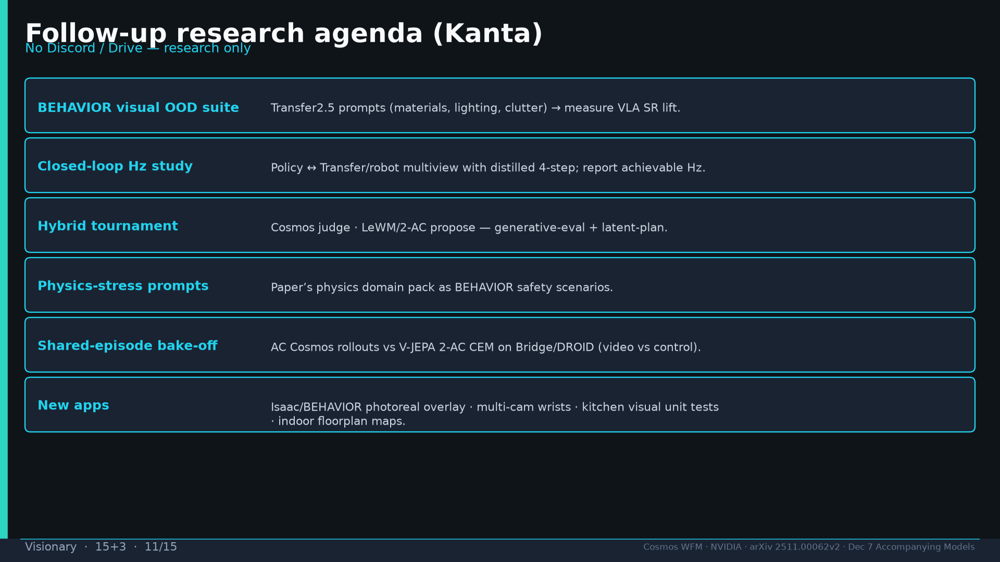 Follow-up research agenda (Kanta)
No Discord / Drive — research only
BEHAVIOR visual OOD suite
Transfer2.5 prompts (materials, lighting, clutter) → measure VLA SR lift.
Closed-loop Hz study
Policy ↔ Transfer/robot multiview with distilled 4-step; report achievable Hz.
Hybrid tournament
Cosmos judge · LeWM/2-AC propose — generative-eval + latent-plan.
Physics-stress prompts
Paper’s physics domain pack as BEHAVIOR safety scenarios.
Shared-episode bake-off
AC Cosmos rollouts vs V-JEPA 2-AC CEM on Bridge/DROID (video vs control).
New apps
Isaac/BEHAVIOR photoreal overlay · multi-cam wrists · kitchen visual unit tests
· indoor floorplan maps.
Visionary · 15+3 · 11/15
Cosmos WFM · NVIDIA · arXiv 2511.00062v2 · Dec 7 Accompanying Models